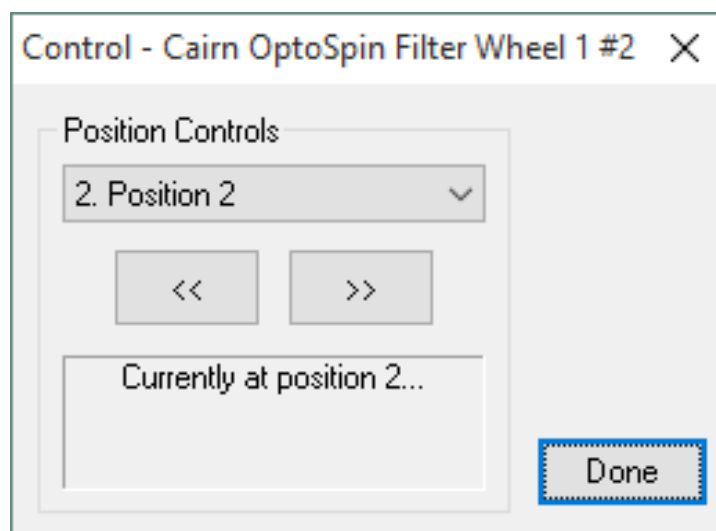 Control - Cairn OptoSpin Filter Wheel 1 #2
Position Controls
2. Position 2
<< >>
Currently at position 2...
Done